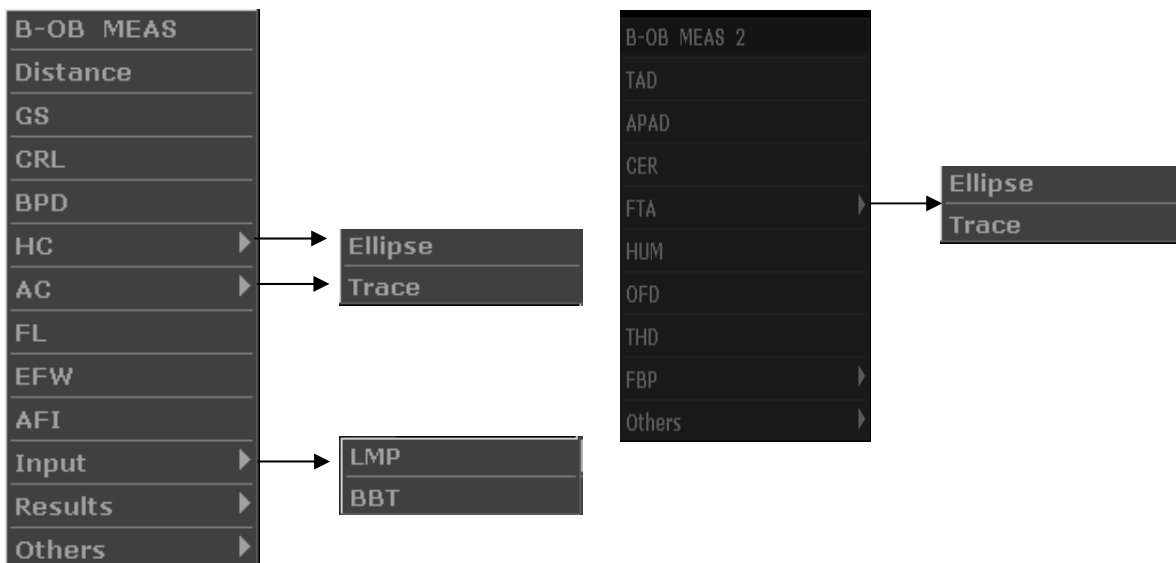 B-OB MEAS
Distance
GS
CRL
BPD
HC
AC
FL
EFW
AFI
Input
Results
Others
Ellipse
Trace
LMP
BBT
B-OB MEAS 2
TAD
APAD
CER
FTA
HUM
OFD
THD
FBP
Others
Ellipse
Trace